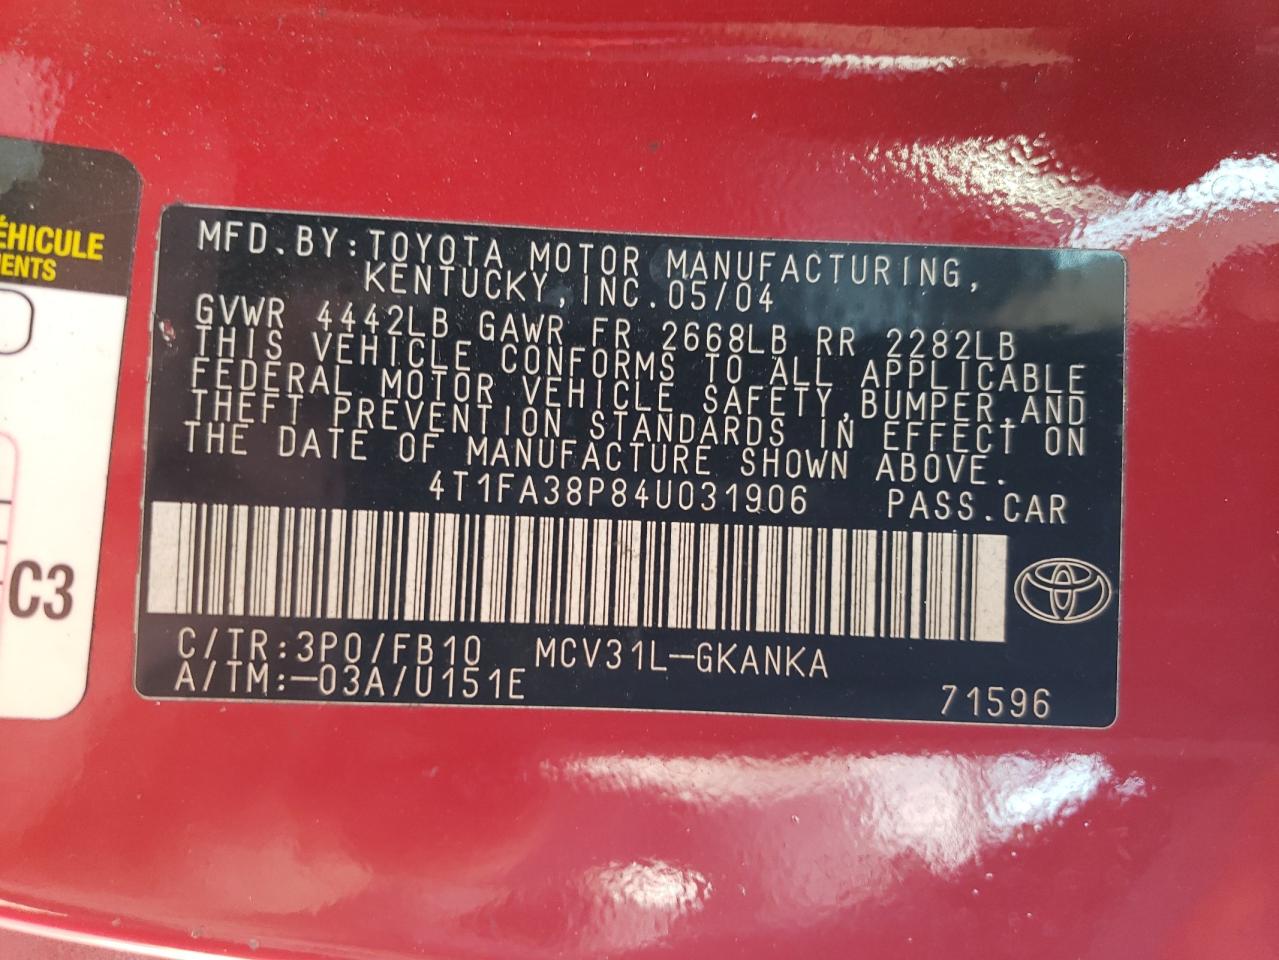 ÉHICULE
ENTS
C3
MFD.BY:TOYOTA MOTOR MANUFACTURING,
KENTUCKY,INC.05/04
GVWR 4442LB GAWR FR 2668LB RR 2282LB
THIS VEHICLE CONFORMS TO ALL APPLICABLE
FEDERAL MOTOR VEHICLE SAFETY,BUMPER,AND
THEFT PREVENTION STANDARDS IN EFFECT ON
THE DATE OF MANUFACTURE SHOWN ABOVE.
4T1FA38P84U031906 PASS.CAR
C/TR:3P0/FB10 MCV31L-GKANKA
A/TM:-03A/U151E
71596